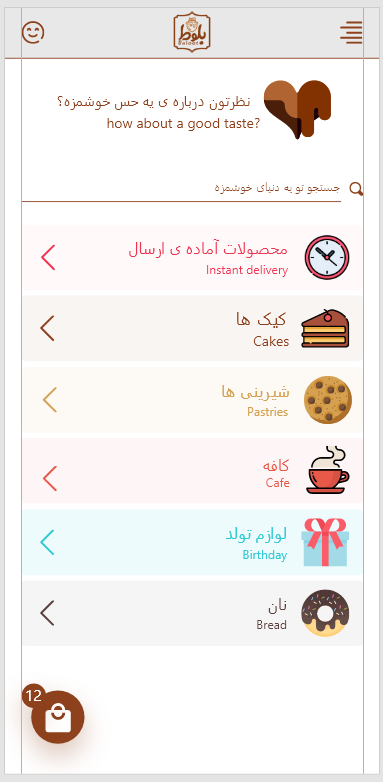 بلوط
Baloot
نظرتون درباره ی یه حس خوشمزه؟
how about a good taste?
جستجو تو یه دنیای خوشمزه
محصولات آماده ی ارسال
Instant delivery
کیک ها
Cakes
شیرینی ها
Pastries
کافه
Cafe
لوازم تولد
Birthday
نان
Bread
12